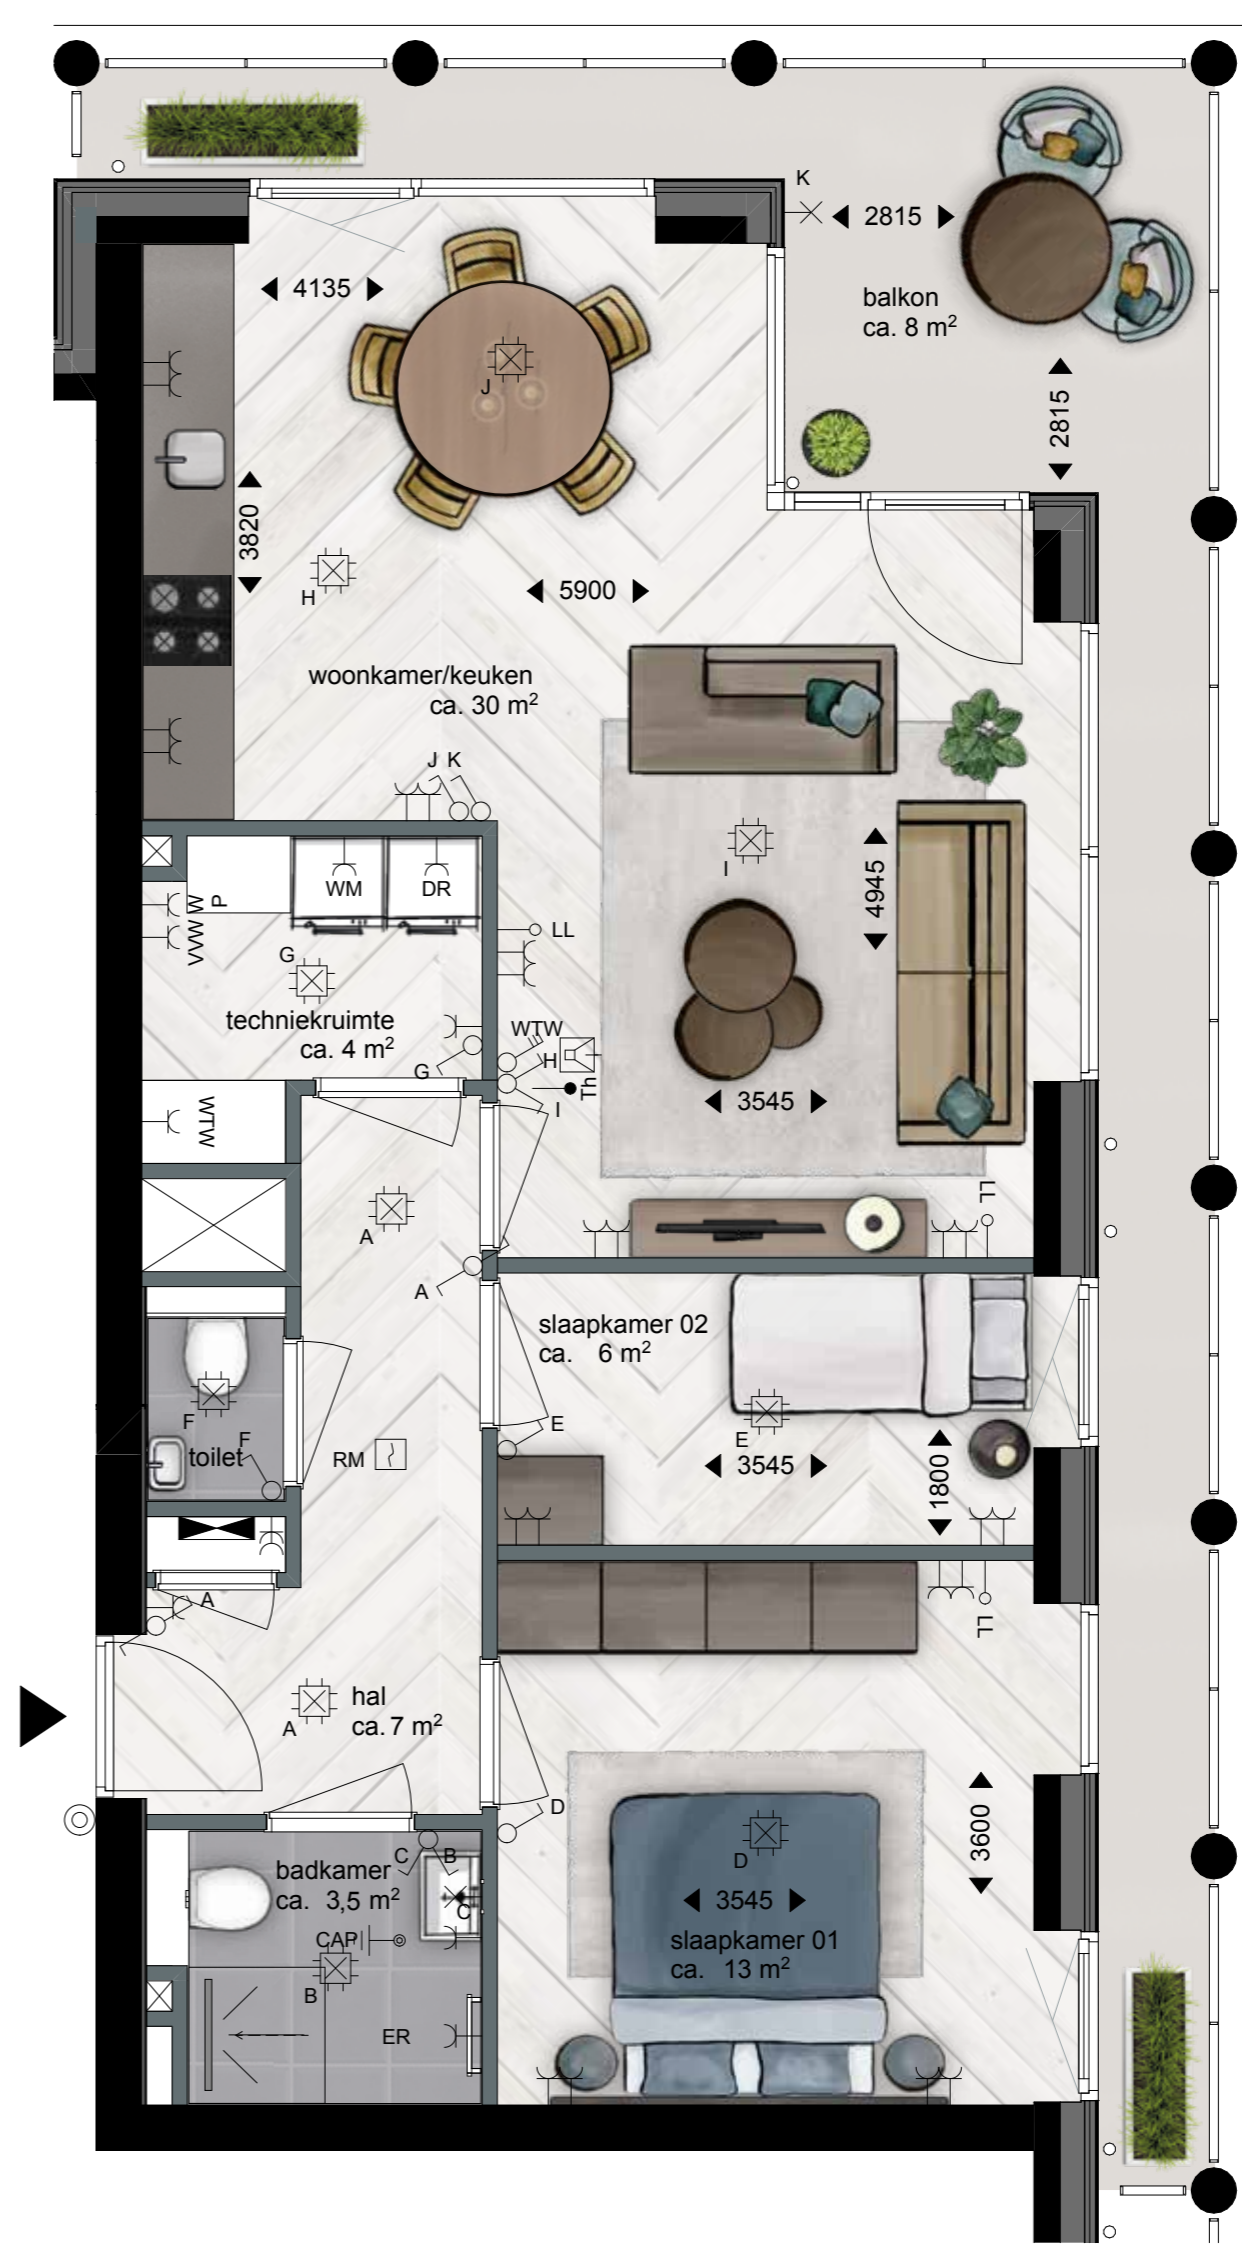 K
2815
4135
balkon
ca. 8 m²
J
2815
3820
H
5900
woonkamer/keuken
ca. 30 m²
J K
I
4945
WM
DR
WP
VVW
LL
G
techniekruimte
ca. 4 m²
WTW
G
H
Th
I
3545
WTW
A
LL
A
slaapkamer 02
ca. 6 m²
F
F
toilet
E
E
RM
3545
1800
A
LL
hal
ca. 7 m²
A
D
3600
C
B
badkamer
ca. 3,5 m²
C
D
3545
CAP
slaapkamer 01
ca. 13 m²
B
ER